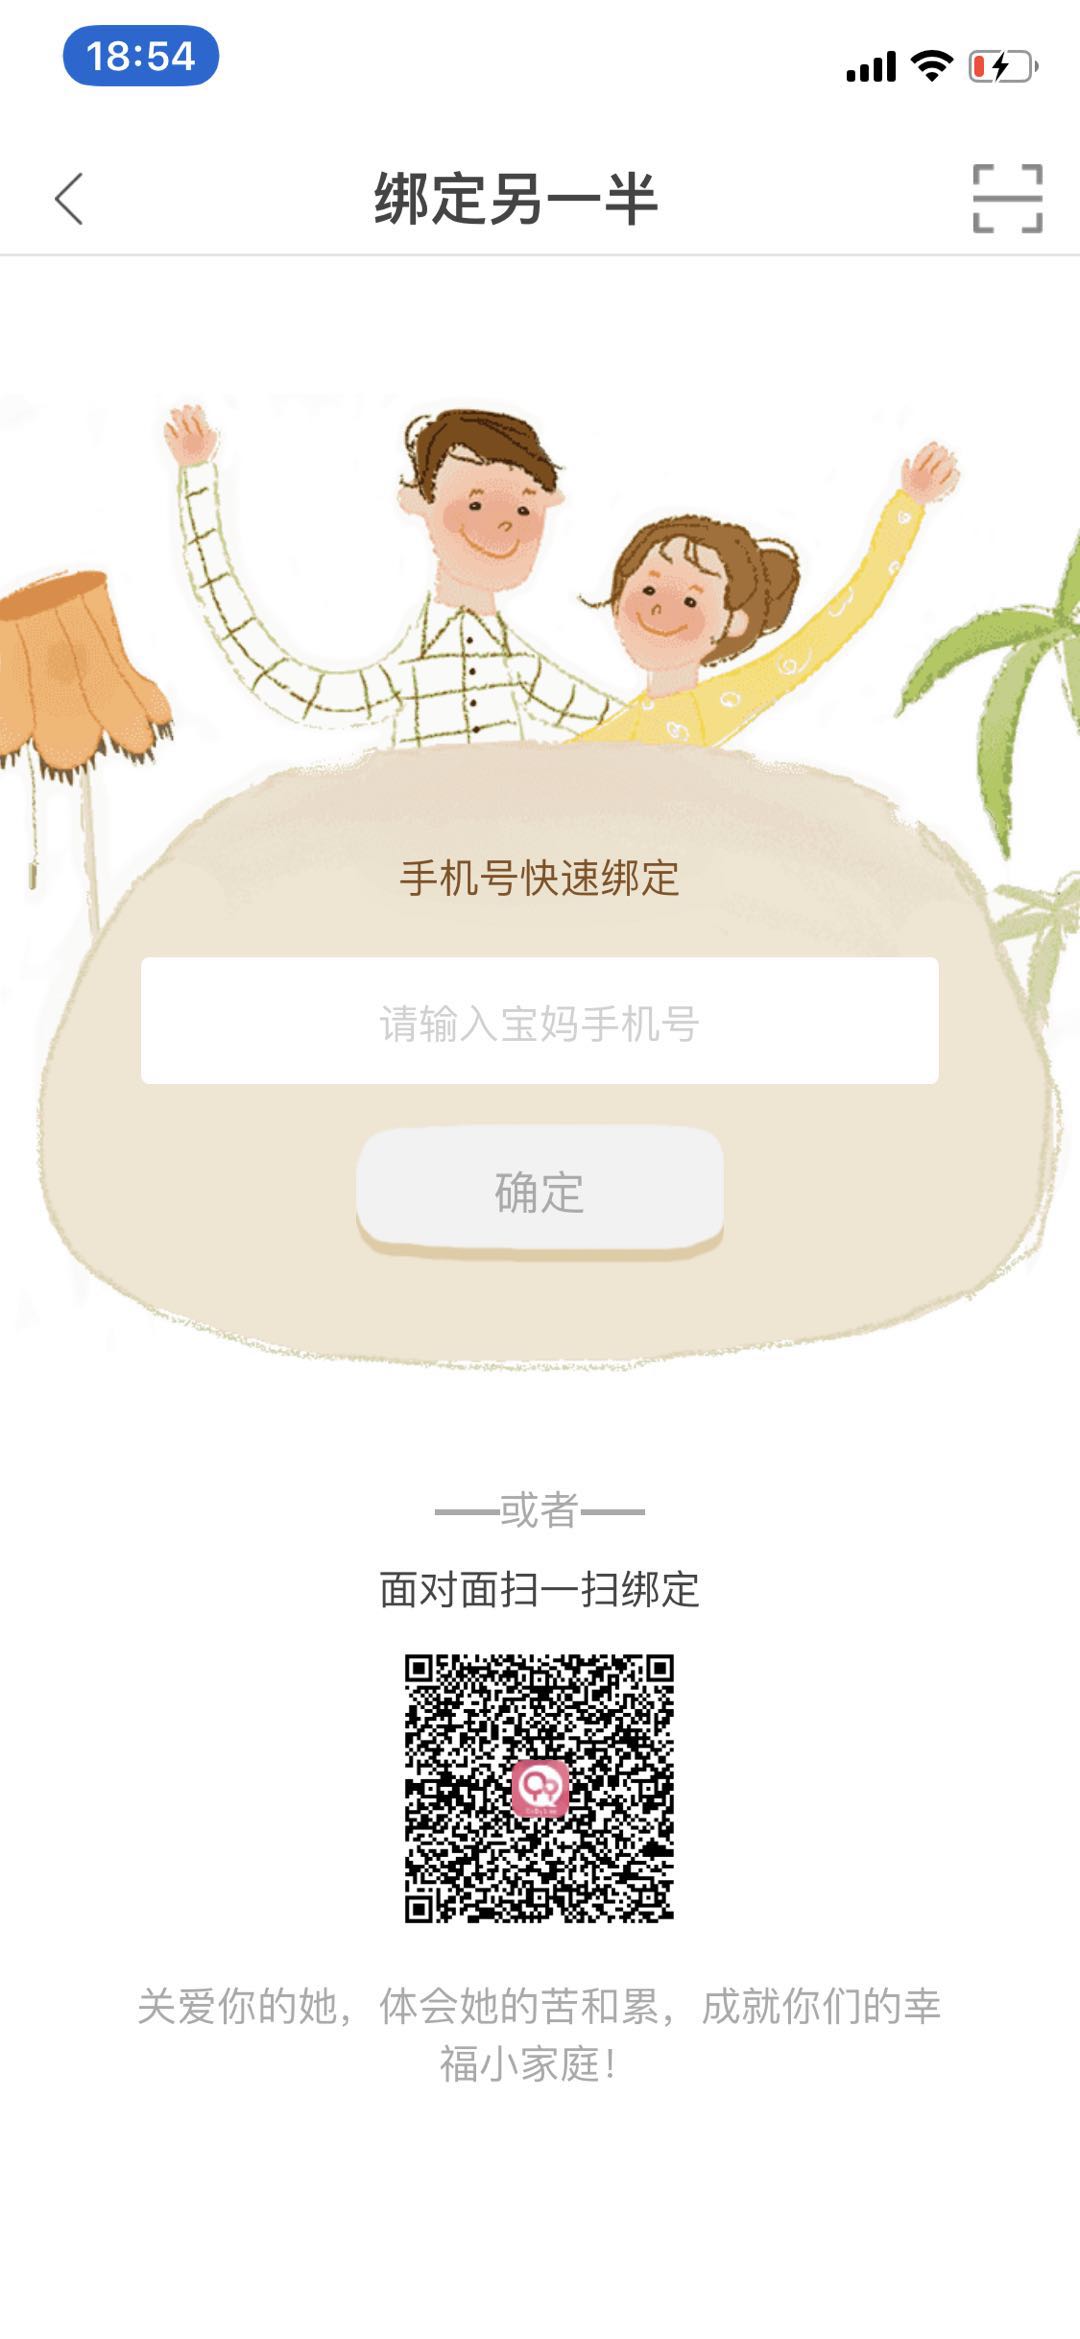 18:54
绑定另一半
手机号快速绑定
请输入宝妈手机号
确定
或者
面对面扫一扫绑定
关爱你的她，体会她的苦和累，成就你们的幸
福小家庭！